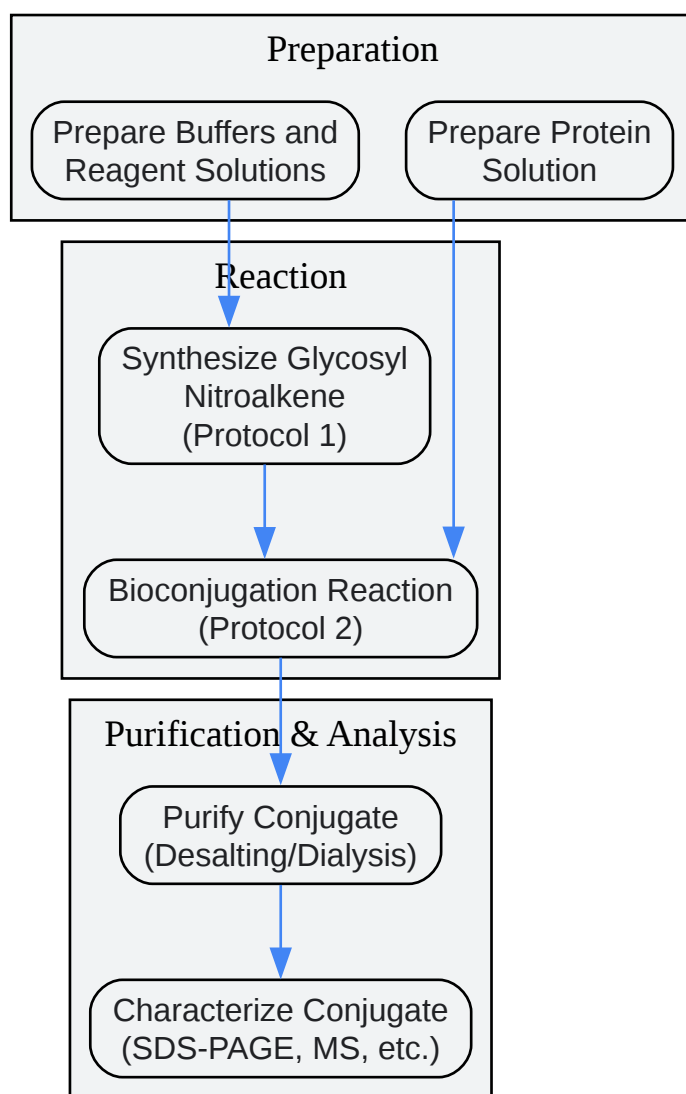 Preparation
Prepare Buffers and
Reagent Solutions
Prepare Protein
Solution
Reaction
Synthesize Glycosyl
Nitroalkene
(Protocol 1)
Bioconjugation Reaction
(Protocol 2)
Purification & Analysis
Purify Conjugate
(Desalting/Dialysis)
Characterize Conjugate
(SDS-PAGE, MS, etc.)